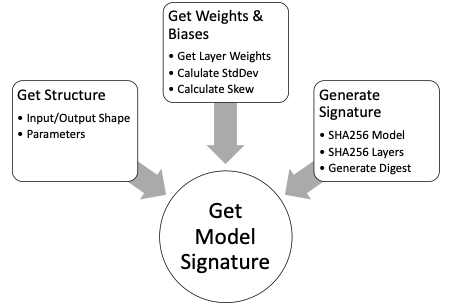 Get Structure
• Input/Output Shape
• Parameters
Get Weights &
Biases
• Get Layer Weights
• Calulate StdDev
• Calculate Skew
Generate
Signature
• SHA256 Model
• SHA256 Layers
• Generate Digest
Get
Model
Signature